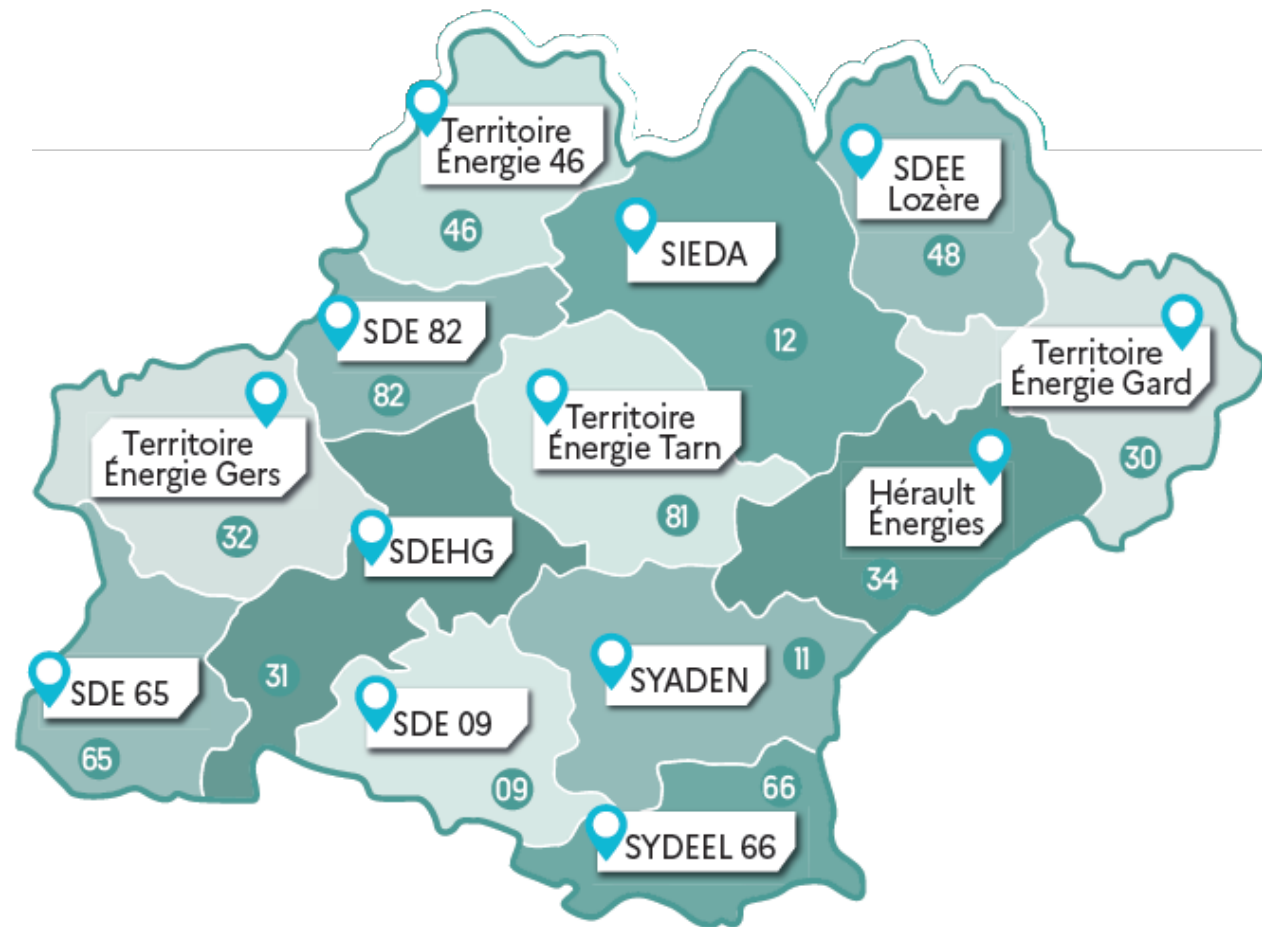 Territoire
Énergie 46
46
SDEE
Lozère
48
SIEDA
12
SDE 82
82
Territoire
Énergie Gard
30
Territoire
Énergie Gers
32
Territoire
Énergie Tarn
81
Hérault
Énergies
34
SDEHG
31
SDE 65
65
SDE 09
09
SYADEN
11
66
SYDEEL 66